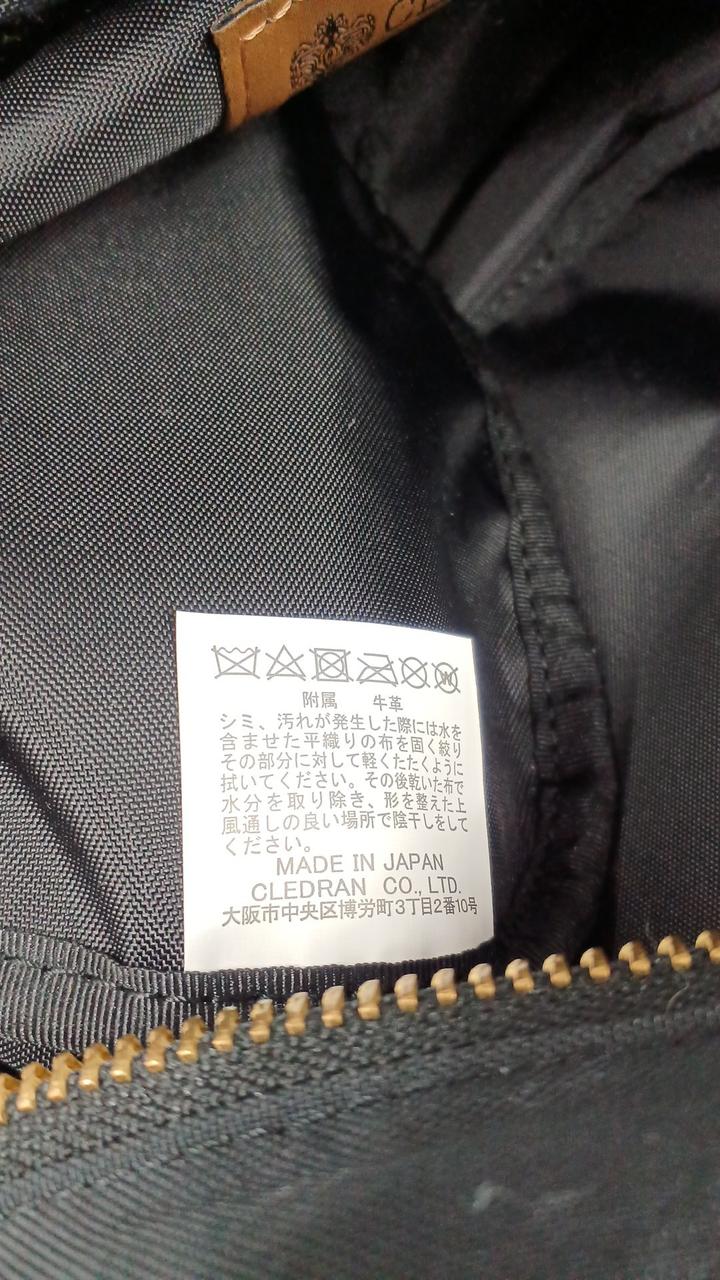 附属 牛革
シミ、汚れが発生した際には水を
含ませた平織りの布を固く絞り
その部分に対して軽くたたくように
拭いてください。その後乾いた布で
水分を取り除き、形を整えた上
風通しの良い場所で陰干しをして
ください。
MADE IN JAPAN
CLEDRAN CO., LTD.
大阪市中央区博労町3丁目2番10号